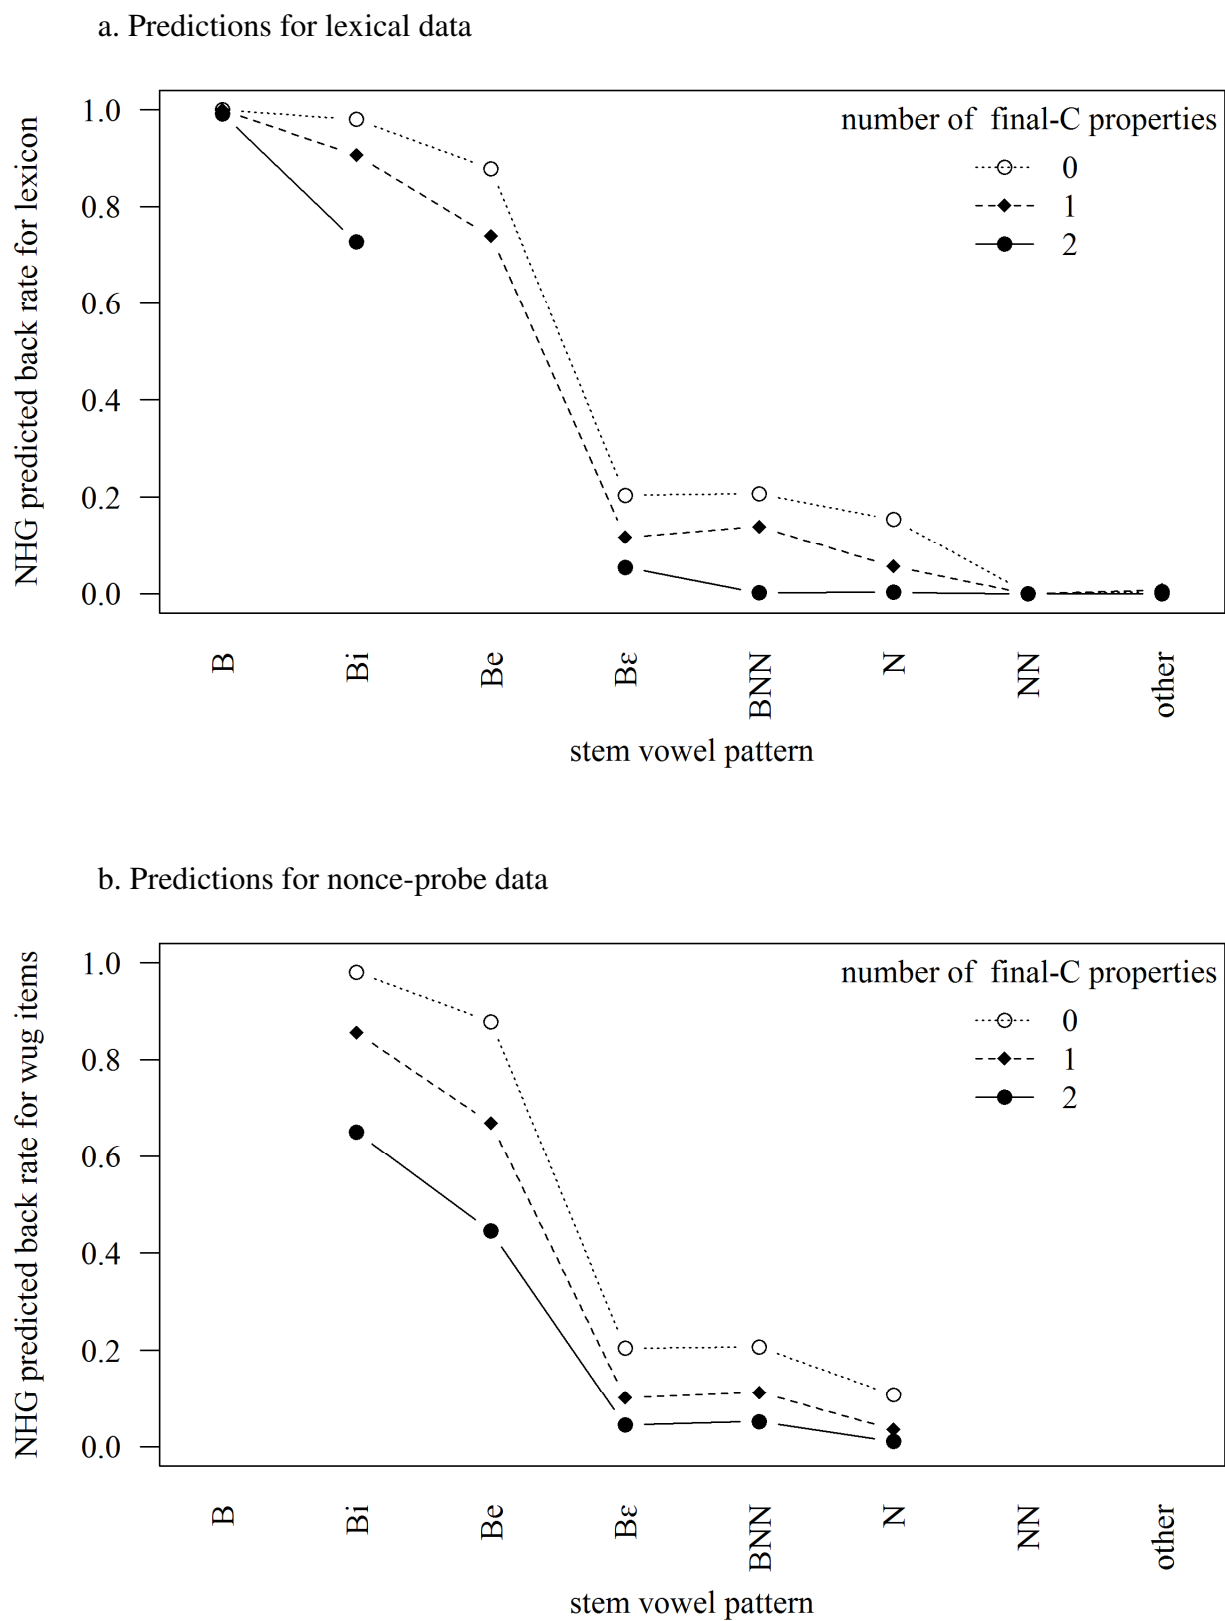 a. Predictions for lexical data
NHG predicted back rate for lexicon
1.0
0.8
0.6
0.4
0.2
0.0
number of  final-C properties
0
1
2
B
Bi
Be
Bε
BNN
N
NN
other
stem vowel pattern
b. Predictions for nonce-probe data
NHG predicted back rate for wug items
1.0
0.8
0.6
0.4
0.2
0.0
number of  final-C properties
0
1
2
B
Bi
Be
Bε
BNN
N
NN
other
stem vowel pattern